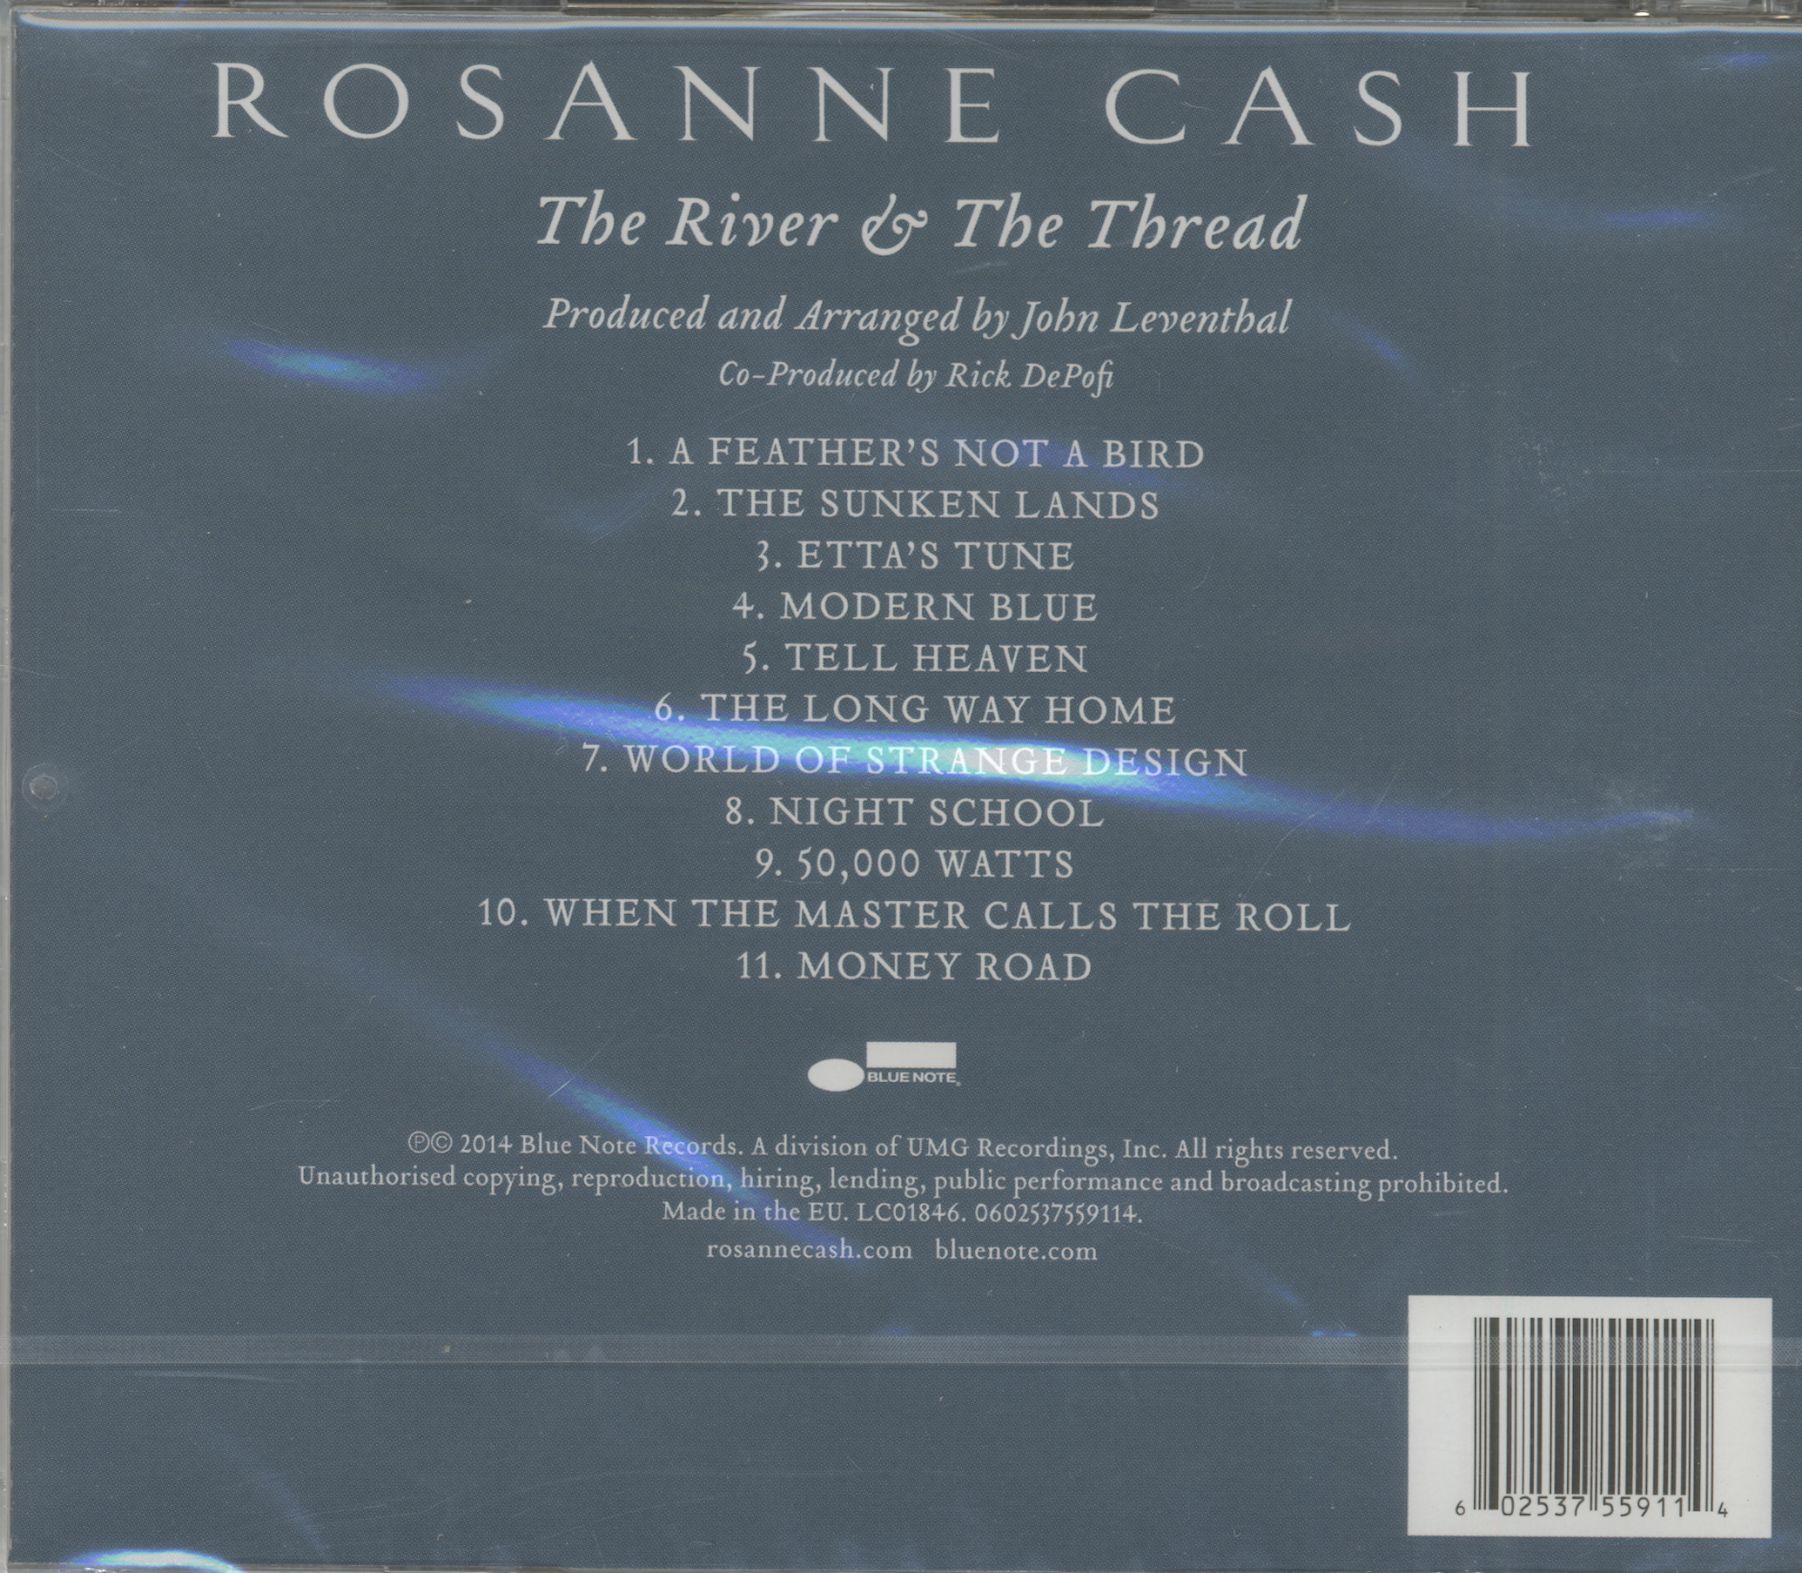 ROSANNE CASH
The River & The Thread
Produced and Arranged by John Leventhal
Co-Produced by Rick DePofi
1. A FEATHER'S NOT A BIRD
2. THE SUNKEN LANDS
3. ETTA'S TUNE
4. MODERN BLUE
5. TELL HEAVEN
6. THE LONG WAY HOME
7. WORLD OF STRANGE DESIGN
8. NIGHT SCHOOL
9. 50,000 WATTS
10. WHEN THE MASTER CALLS THE ROLL
11. MONEY ROAD
BLUE NOTE
℗© 2014 Blue Note Records. A division of UMG Recordings, Inc. All rights reserved.
Unauthorised copying, reproduction, hiring, lending, public performance and broadcasting prohibited.
Made in the EU. LC01846. 0602537559114.
rosannecash.com bluenote.com
6 02537 55911 4